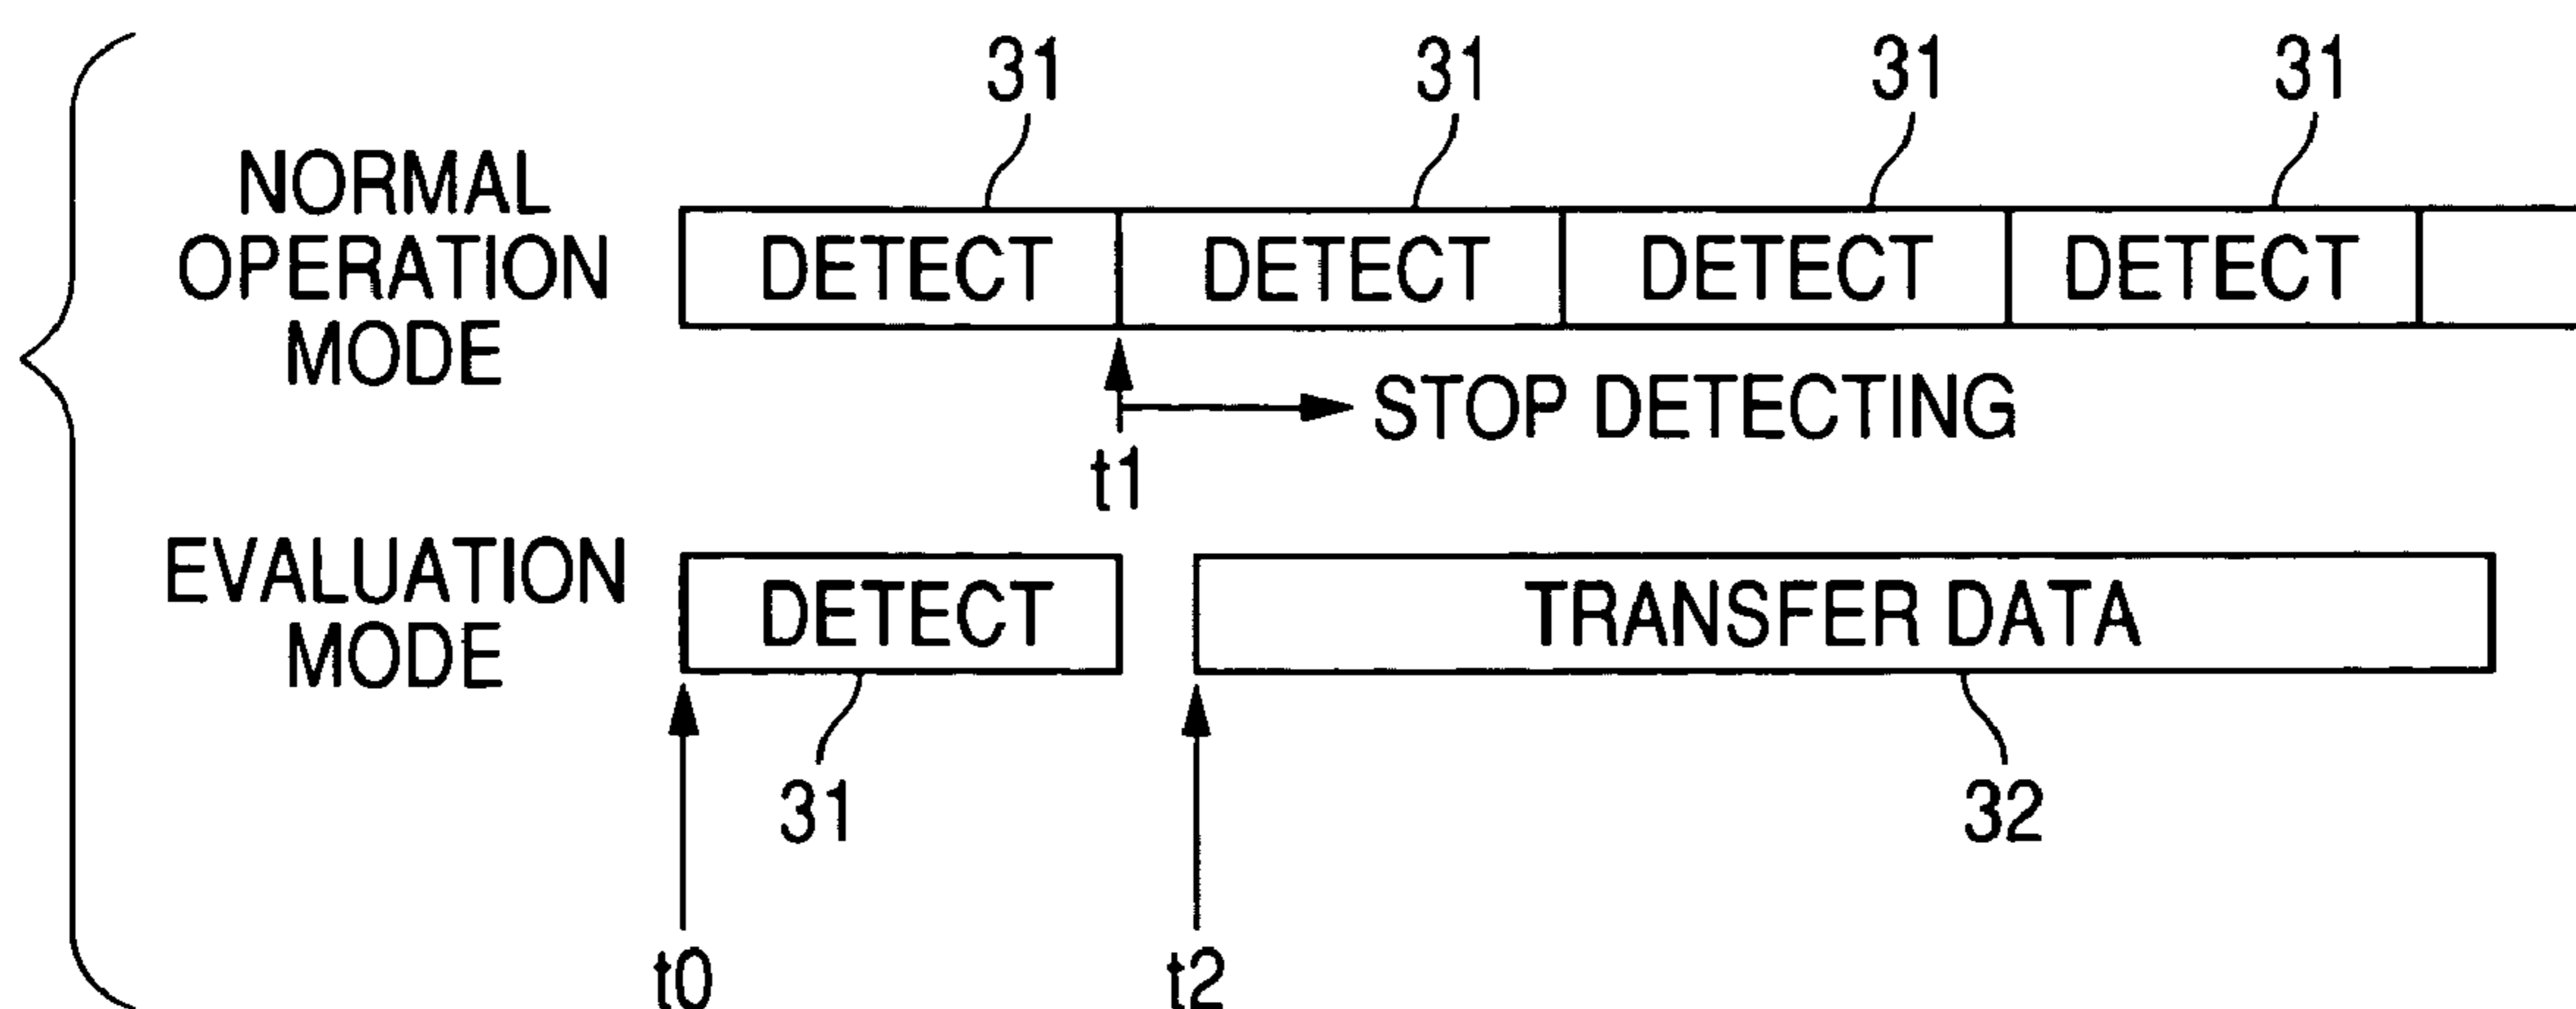 31 31 31 31
NORMAL
OPERATION
MODE
DETECT DETECT DETECT DETECT
STOP DETECTING
t1
EVALUATION
MODE
DETECT TRANSFER DATA
31 32
t0 t2